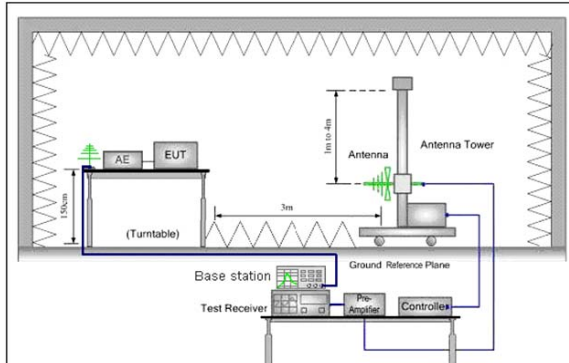 1m to 4m
Antenna Tower
Antenna
AE
EUT
150cm
(Turntable)
3m
Ground Reference Plane
Base station
Test Receiver
Pre-
Amplifier
Controller